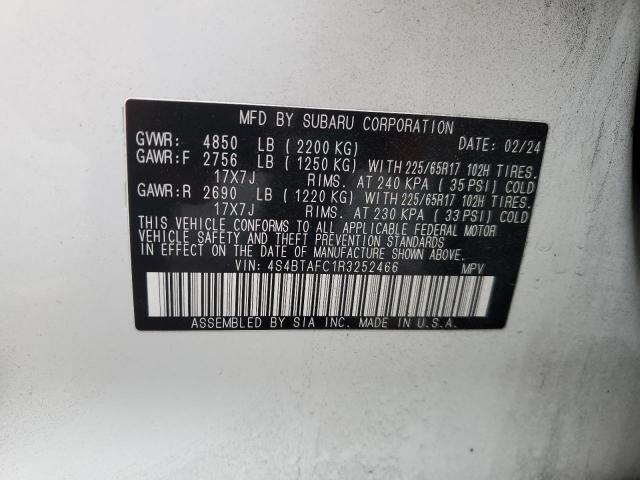 MFD BY SUBARU CORPORATION
GVWR: 4850 LB (2200 KG) DATE: 02/24
GAWR:F 2756 LB (1250 KG) WITH 225/65R17 102H TIRES.
17X7J RIMS. AT 240 KPA (35 PSI) COLD
GAWR:R 2690 LB (1220 KG) WITH 225/65R17 102H TIRES.
17X7J RIMS. AT 230 KPA (33 PSI) COLD
THIS VEHICLE CONFORMS TO ALL APPLICABLE FEDERAL MOTOR
VEHICLE SAFETY AND THEFT PREVENTION STANDARDS
IN EFFECT ON THE DATE OF MANUFACTURE SHOWN ABOVE.
VIN: 4S4BTAFC1R3252466 MPV
ASSEMBLED BY SIA INC. MADE IN U.S.A.